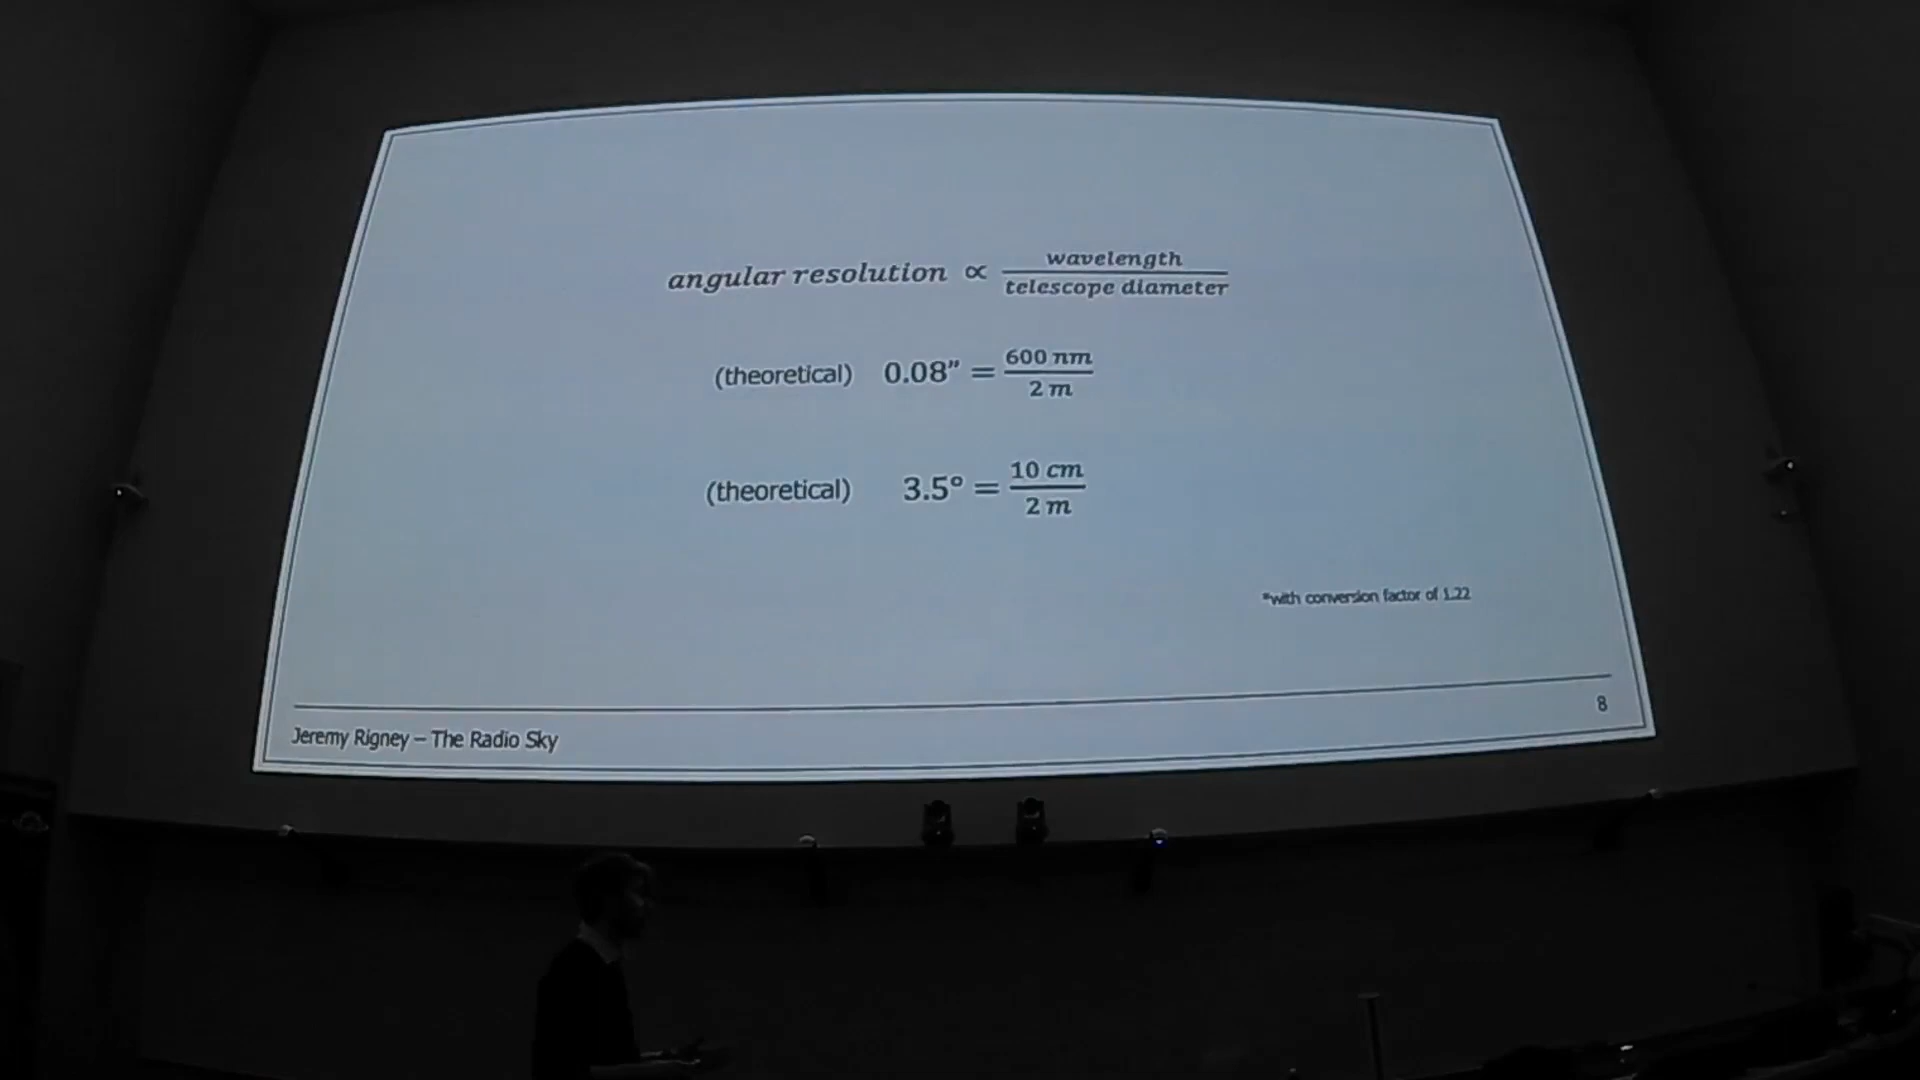 angular resolution ∝ wavelength / telescope diameter
(theoretical) 0.08" = 600 nm / 2 m
(theoretical) 3.5° = 10 cm / 2 m
*with conversion factor of 1.22
8
Jeremy Rigney – The Radio Sky